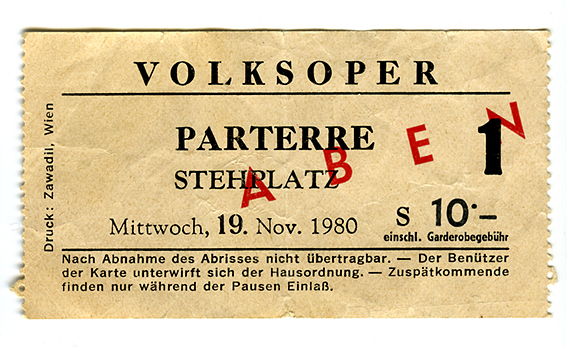 VOLKSOPER
PARTERRE
1
STEHPLATZ
ABEN
Mittwoch, 19. Nov. 1980
S 10·–
einschl. Garderobegebühr
Nach Abnahme des Abrisses nicht übertragbar. — Der Benützer
der Karte unterwirft sich der Hausordnung. — Zuspätkommende
finden nur während der Pausen Einlaß.
Druck: Zawadil, Wien